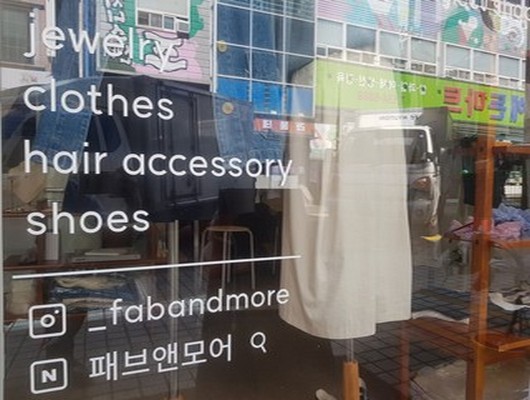 jewelry
clothes
hair accessory
shoes
_fabandmore
N 패브앤모어